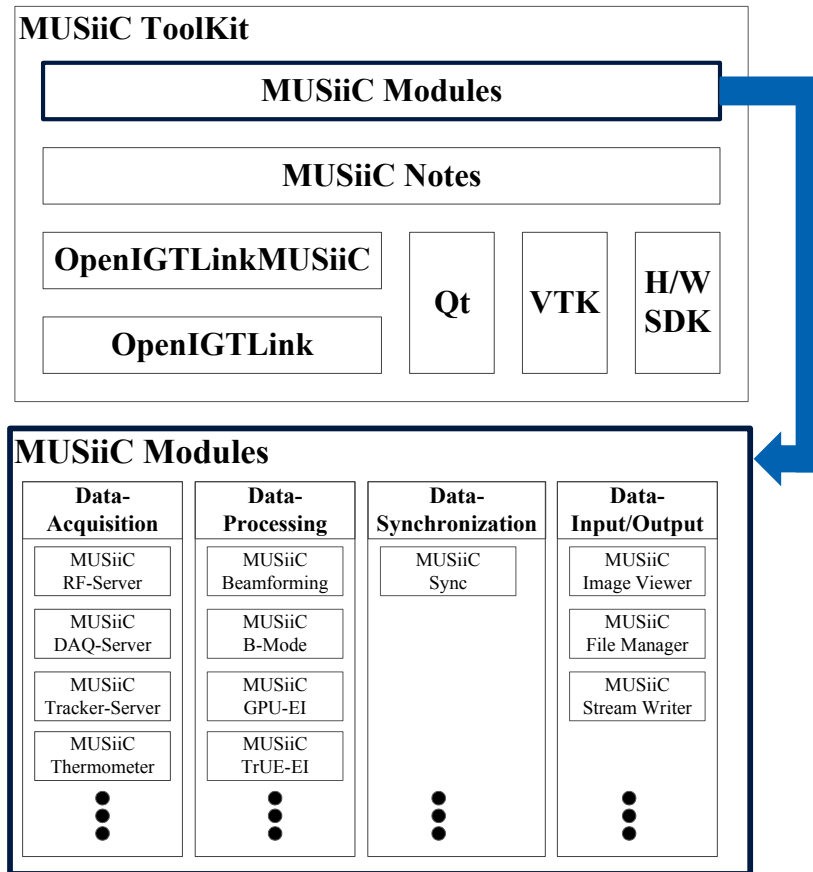 MUSiiC ToolKit
MUSiiC Modules
MUSiiC Notes
OpenIGTLinkMUSiiC
OpenIGTLink
Qt
VTK
H/W
SDK
MUSiiC Modules
Data-
Acquisition
MUSiiC
RF-Server
MUSiiC
DAQ-Server
MUSiiC
Tracker-Server
MUSiiC
Thermometer
Data-
Processing
MUSiiC
Beamforming
MUSiiC
B-Mode
MUSiiC
GPU-EI
MUSiiC
TrUE-EI
Data-
Synchronization
MUSiiC
Sync
Data-
Input/Output
MUSiiC
Image Viewer
MUSiiC
File Manager
MUSiiC
Stream Writer